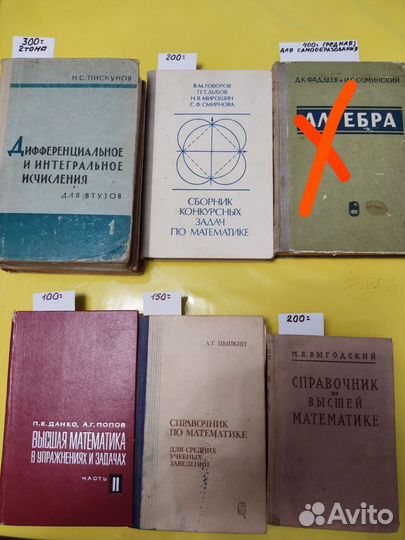 300=
2 тома
200=
400= (редкая)
для самообразования
Н.С. ПИСКУНОВ
ДИФФЕРЕНЦИАЛЬНОЕ
И ИНТЕГРАЛЬНОЕ
ИСЧИСЛЕНИЯ
ДЛЯ ВТУЗОВ
1
В.М. ГОВОРОВ
П.Т. ДЫБОВ
Н.В. МИРОШИН
С.Ф. СМИРНОВА
СБОРНИК
КОНКУРСНЫХ
ЗАДАЧ
ПО МАТЕМАТИКЕ
Д.К. ФАДДЕЕВ и И.С. СОМИНСКИЙ
АЛГЕБРА
100=
150=
200=
П.Е. ДАНКО, А.Г. ПОПОВ
ВЫСШАЯ МАТЕМАТИКА
В УПРАЖНЕНИЯХ И ЗАДАЧАХ
ЧАСТЬ II
А.Г. ЦЫПКИН
СПРАВОЧНИК
ПО МАТЕМАТИКЕ
ДЛЯ СРЕДНИХ
УЧЕБНЫХ
ЗАВЕДЕНИЙ
М.Я. ВЫГОДСКИЙ
СПРАВОЧНИК
ПО
ВЫСШЕЙ
МАТЕМАТИКЕ
Avito